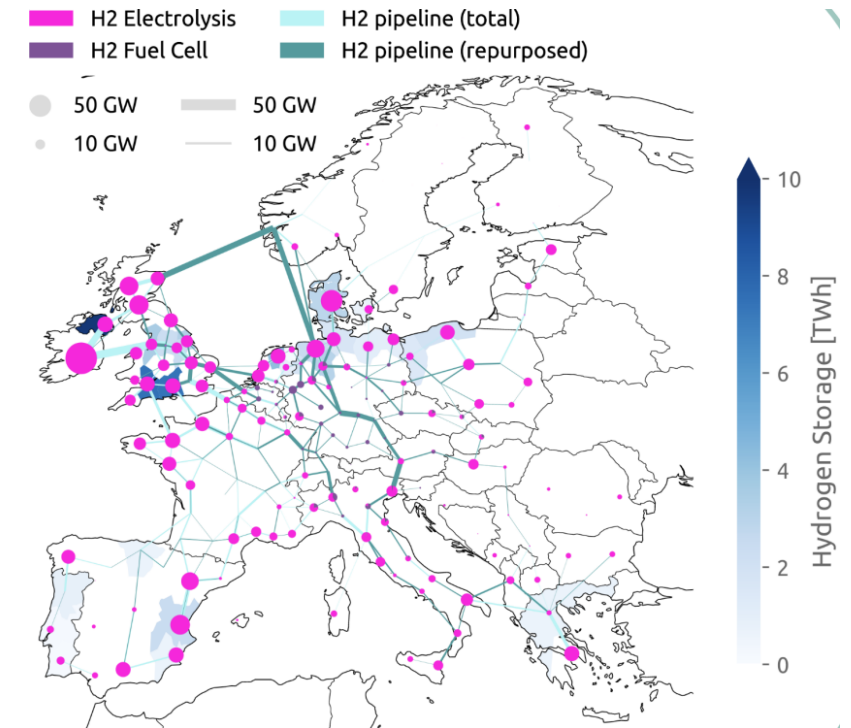 H2 Electrolysis
H2 Fuel Cell
H2 pipeline (total)
H2 pipeline (repurposed)
50 GW
10 GW
50 GW
10 GW
10
8
6
4
2
0
Hydrogen Storage [TWh]